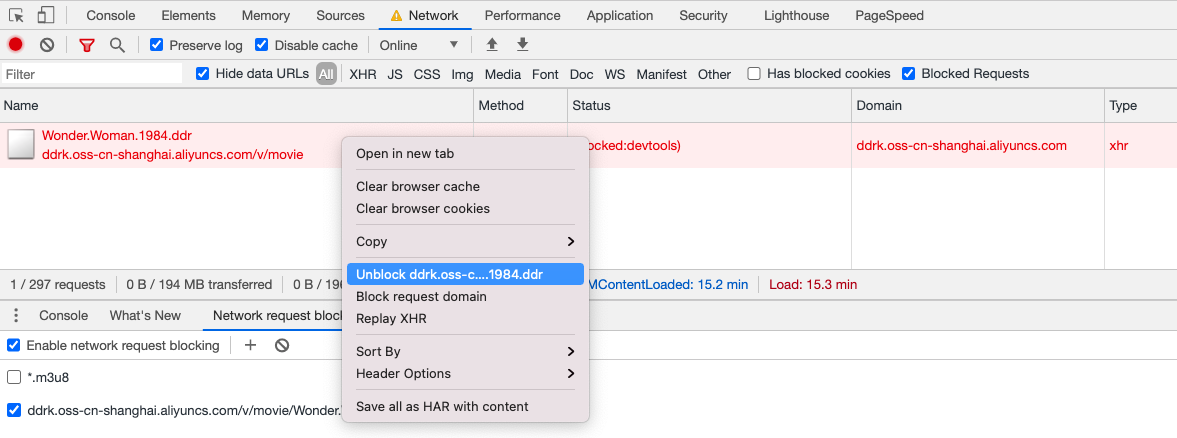 Console Elements Memory Sources Network Performance Application Security Lighthouse PageSpeed
Preserve log Disable cache Online
Filter Hide data URLs All XHR JS CSS Img Media Font Doc WS Manifest Other Has blocked cookies Blocked Requests
Name Method Status Domain Type
Wonder.Woman.1984.ddr
ddrk.oss-cn-shanghai.aliyuncs.com/v/movie
ocked:devtools) ddrk.oss-cn-shanghai.aliyuncs.com xhr
Open in new tab
Clear browser cache
Clear browser cookies
Copy
Unblock ddrk.oss-c....1984.ddr
Block request domain
Replay XHR
Sort By
Header Options
Save all as HAR with content
1 / 297 requests 0 B / 194 MB transferred 0 B / 196 MContentLoaded: 15.2 min Load: 15.3 min
Console What's New Network request bloc
Enable network request blocking
*.m3u8
ddrk.oss-cn-shanghai.aliyuncs.com/v/movie/Wonder.